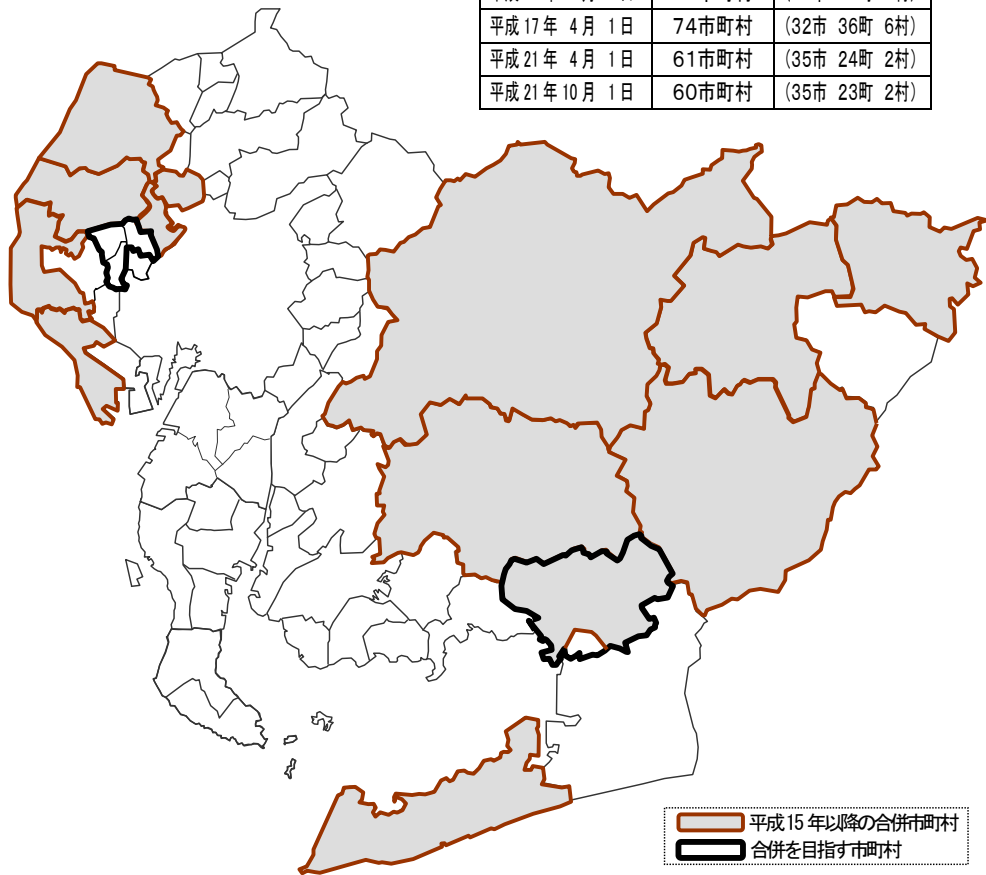 平成17年 4月 1日 74市町村 (32市 36町 6村)
平成21年 4月 1日 61市町村 (35市 24町 2村)
平成21年10月 1日 60市町村 (35市 23町 2村)
平成15年以降の合併市町村
合併を目指す市町村